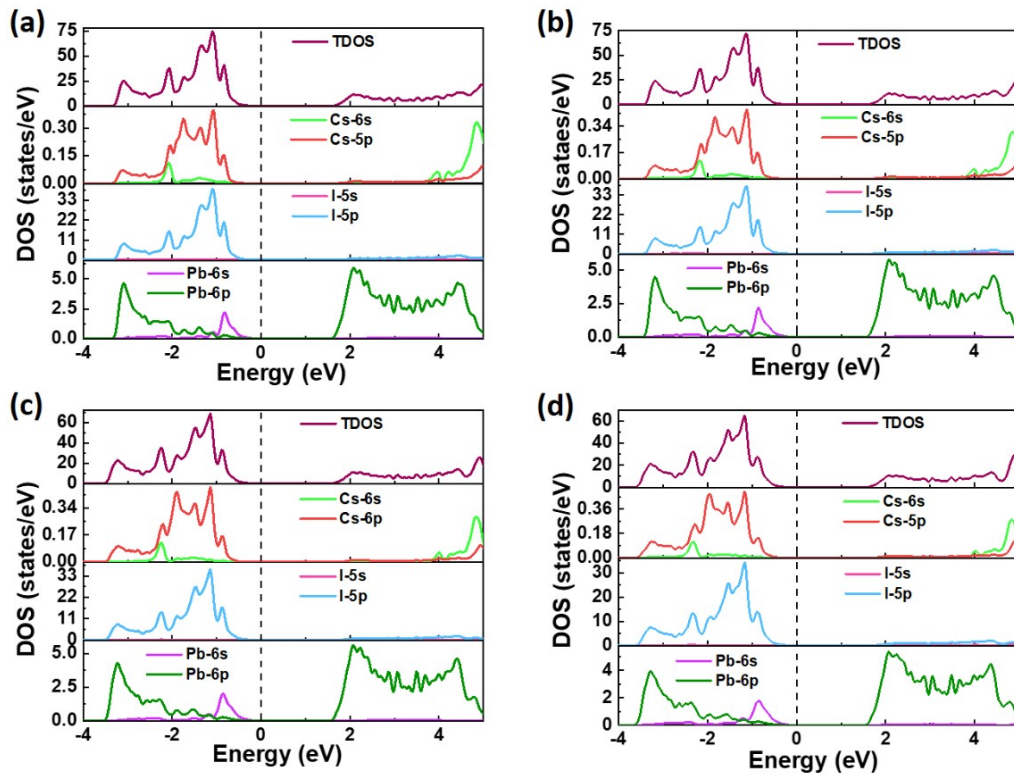 (a)
DOS (states/eV)
75
50
25
0
TDOS
0.30
0.15
0.00
Cs-6s
Cs-5p
33
22
11
0
I-5s
I-5p
5.0
2.5
0.0
Pb-6s
Pb-6p
-4 -2 0 2 4
Energy (eV)
(b)
DOS (sataes/eV)
75
50
25
0
TDOS
0.34
0.17
0.00
Cs-6s
Cs-5p
33
22
11
0
I-5s
I-5p
5.0
2.5
0.0
Pb-6s
Pb-6p
-4 -2 0 2 4
Energy (eV)
(c)
DOS (states/eV)
60
40
20
0
TDOS
0.34
0.17
0.00
Cs-6s
Cs-6p
33
22
11
0
I-5s
I-5p
5.0
2.5
0.0
Pb-6s
Pb-6p
-4 -2 0 2 4
Energy (eV)
(d)
DOS (states/eV)
60
40
20
0
TDOS
0.36
0.18
0.00
Cs-6s
Cs-5p
30
20
10
0
I-5s
I-5p
4
2
0
Pb-6s
Pb-6p
-4 -2 0 2 4
Energy (eV)